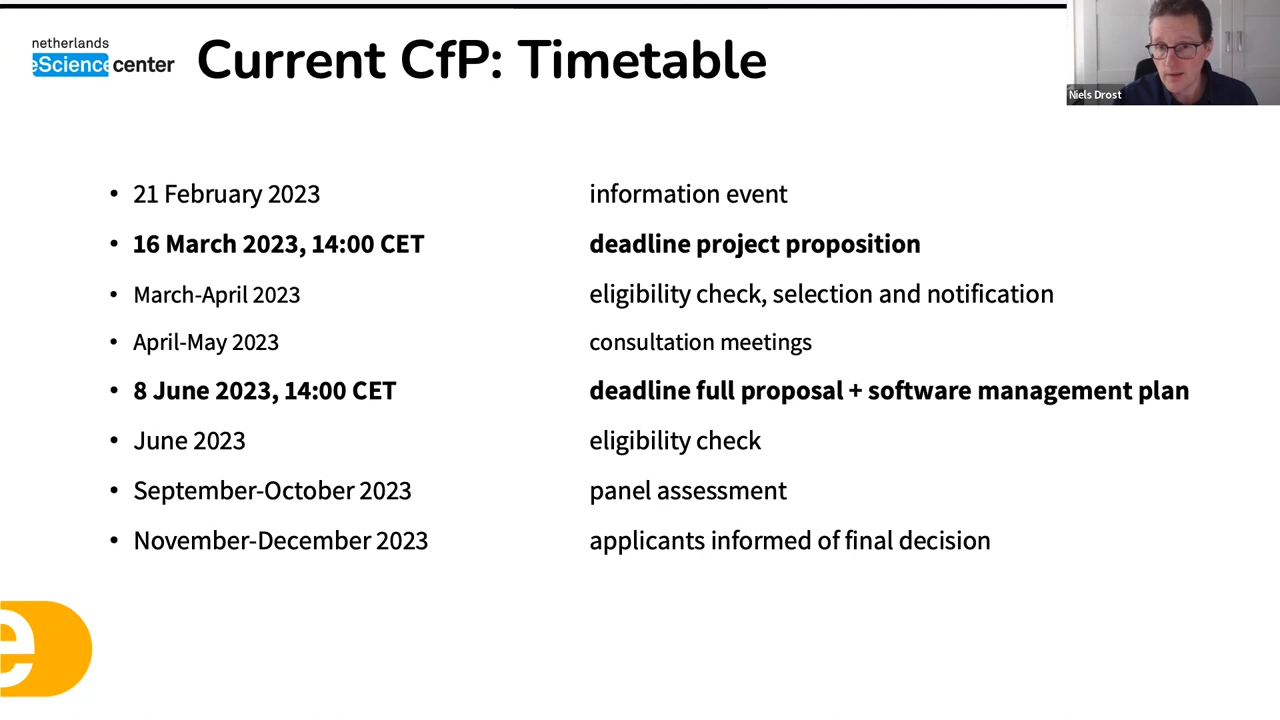 netherlands
eScience center
Current CfP: Timetable
Niels Drost
• 21 February 2023 information event
• 16 March 2023, 14:00 CET deadline project proposition
• March-April 2023 eligibility check, selection and notification
• April-May 2023 consultation meetings
• 8 June 2023, 14:00 CET deadline full proposal + software management plan
• June 2023 eligibility check
• September-October 2023 panel assessment
• November-December 2023 applicants informed of final decision
e